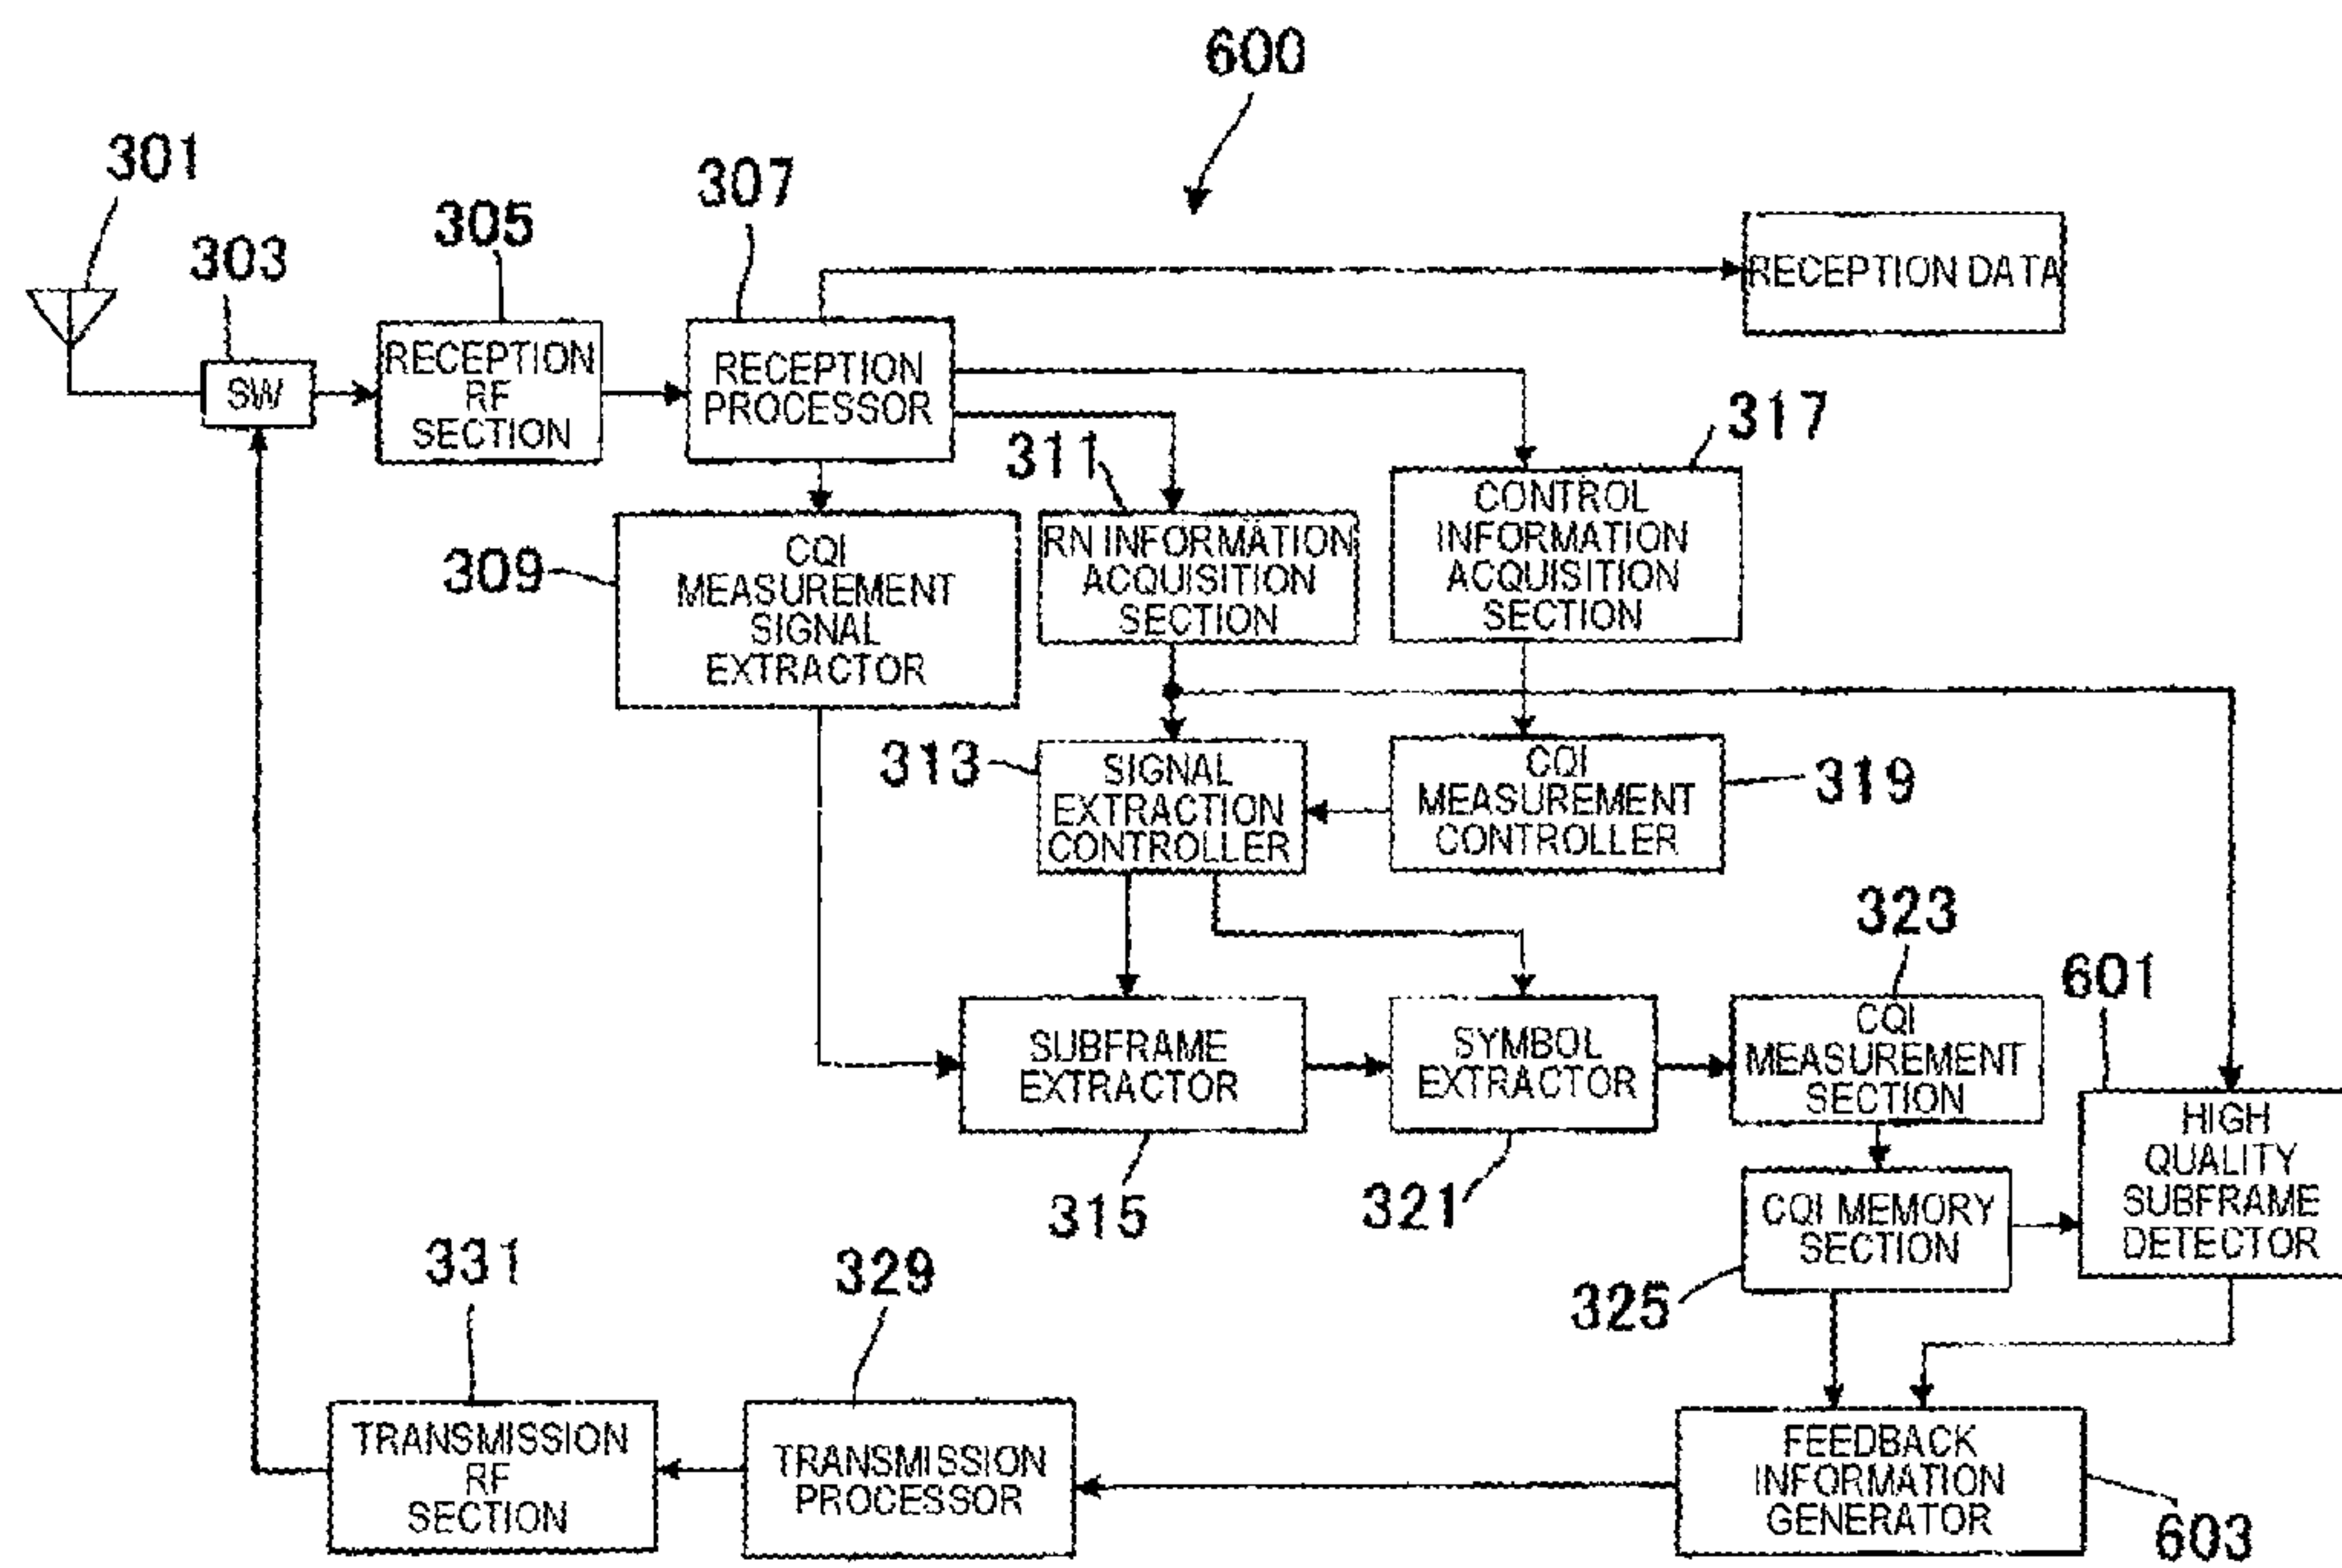 600
301
307
305
303
RECEPTION DATA
RECEPTION
RF
SECTION
RECEPTION
PROCESSOR
SW
317
311
CONTROL
INFORMATION
ACQUISITION
SECTION
309
CQI
MEASUREMENT
SIGNAL
EXTRACTOR
RN INFORMATION
ACQUISITION
SECTION
313
SIGNAL
EXTRACTION
CONTROLLER
CQI
MEASUREMENT
CONTROLLER
319
323
601
SUBFRAME
EXTRACTOR
SYMBOL
EXTRACTOR
CQI
MEASUREMENT
SECTION
HIGH
QUALITY
SUBFRAME
DETECTOR
315
321
CQI MEMORY
SECTION
325
331
329
TRANSMISSION
RF
SECTION
TRANSMISSION
PROCESSOR
FEEDBACK
INFORMATION
GENERATOR
603